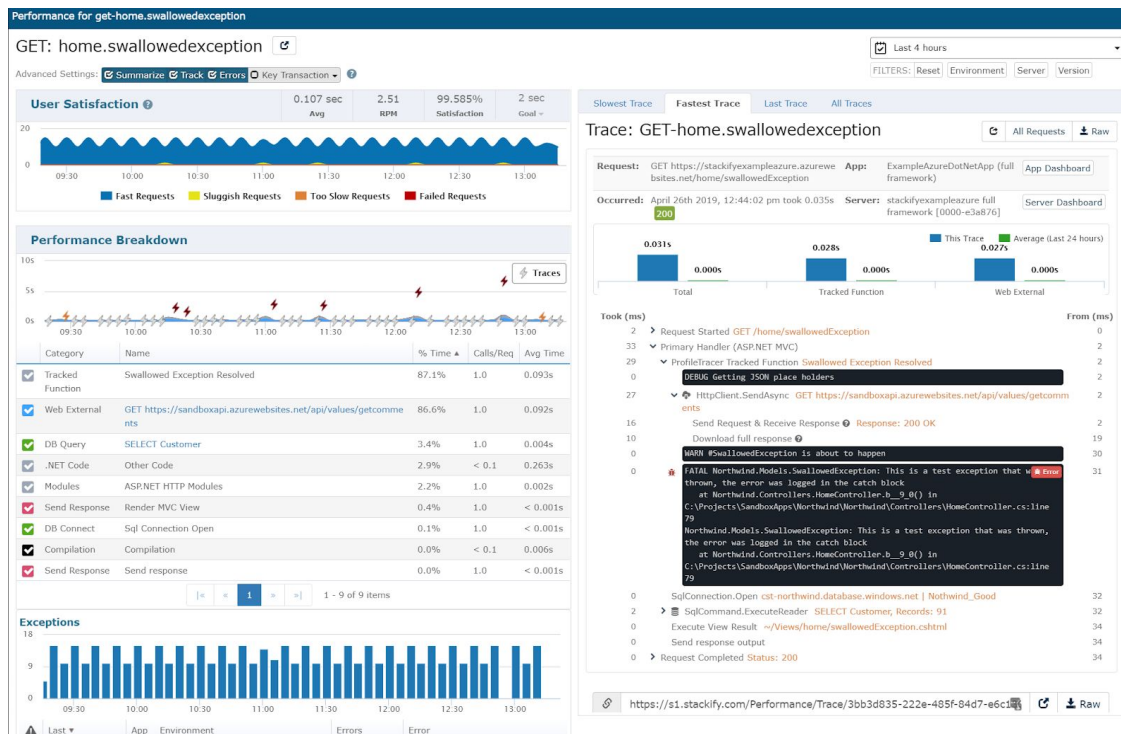 Performance for get-home.swallowedexception
GET: home.swallowedexception
Advanced Settings: Summarize Track Errors Key Transaction
Last 4 hours
FILTERS: Reset Environment Server Version
User Satisfaction
0.107 sec 2.51 99.585% 2 sec
Avg RPM Satisfaction Goal
20
0
09:30 10:00 10:30 11:00 11:30 12:00 12:30 13:00
Fast Requests Sluggish Requests Too Slow Requests Failed Requests
Performance Breakdown
10s
Traces
5s
0s
09:30 10:00 10:30 11:00 11:30 12:00 12:30 13:00
Category Name % Time Calls/Req Avg Time
Tracked Function Swallowed Exception Resolved 87.1% 1.0 0.093s
Web External GET https://sandboxapi.azurewebsites.net/api/values/getcomme
nts 86.6% 1.0 0.092s
DB Query SELECT Customer 3.4% 1.0 0.004s
.NET Code Other Code 2.9% < 0.1 0.263s
Modules ASP.NET HTTP Modules 2.2% 1.0 0.002s
Send Response Render MVC View 0.4% 1.0 < 0.001s
DB Connect Sql Connection Open 0.1% 1.0 < 0.001s
Compilation Compilation 0.0% < 0.1 0.006s
Send Response Send response 0.0% 1.0 < 0.001s
1 1 - 9 of 9 items
Exceptions
18
9
0
09:30 10:00 10:30 11:00 11:30 12:00 12:30 13:00
Last App Environment Errors Error
Slowest Trace Fastest Trace Last Trace All Traces
Trace: GET-home.swallowedexception
All Requests Raw
Request: GET https://stackifyexampleazure.azurewe
bsites.net/home/swallowedException
App: ExampleAzureDotNetApp (full
framework)
App Dashboard
Occurred: April 26th 2019, 12:44:02 pm took 0.035s
200
Server: stackifyexampleazure full
framework [0000-e3a876]
Server Dashboard
This Trace Average (Last 24 hours)
0.031s 0.000s 0.028s 0.000s 0.027s 0.000s
Total Tracked Function Web External
Took (ms) From (ms)
2 Request Started GET /home/swallowedException 0
33 Primary Handler (ASP.NET MVC) 2
29 ProfileTracer Tracked Function Swallowed Exception Resolved 2
0 DEBUG Getting JSON place holders 2
27 HttpClient.SendAsync GET https://sandboxapi.azurewebsites.net/api/values/getcomm
ents 2
16 Send Request & Receive Response Response: 200 OK 2
10 Download full response 19
0 WARN #SwallowedException is about to happen 30
0 FATAL Northwind.Models.SwallowedException: This is a test exception that Error 31
thrown, the error was logged in the catch block
at Northwind.Controllers.HomeController.b__9_0() in
C:\Projects\SandboxApps\Northwind\Northwind\Controllers\HomeController.cs:line
79
Northwind.Models.SwallowedException: This is a test exception that was thrown,
the error was logged in the catch block
at Northwind.Controllers.HomeController.b__9_0() in
C:\Projects\SandboxApps\Northwind\Northwind\Controllers\HomeController.cs:line
79
0 SqlConnection.Open cst-northwind.database.windows.net | Nothwind_Good 32
2 SqlCommand.ExecuteReader SELECT Customer, Records: 91 32
0 Execute View Result ~/Views/home/swallowedException.cshtml 34
0 Send response output 34
0 Request Completed Status: 200 34
https://s1.stackify.com/Performance/Trace/3bb3d835-222e-485f-84d7-e6c1
Raw